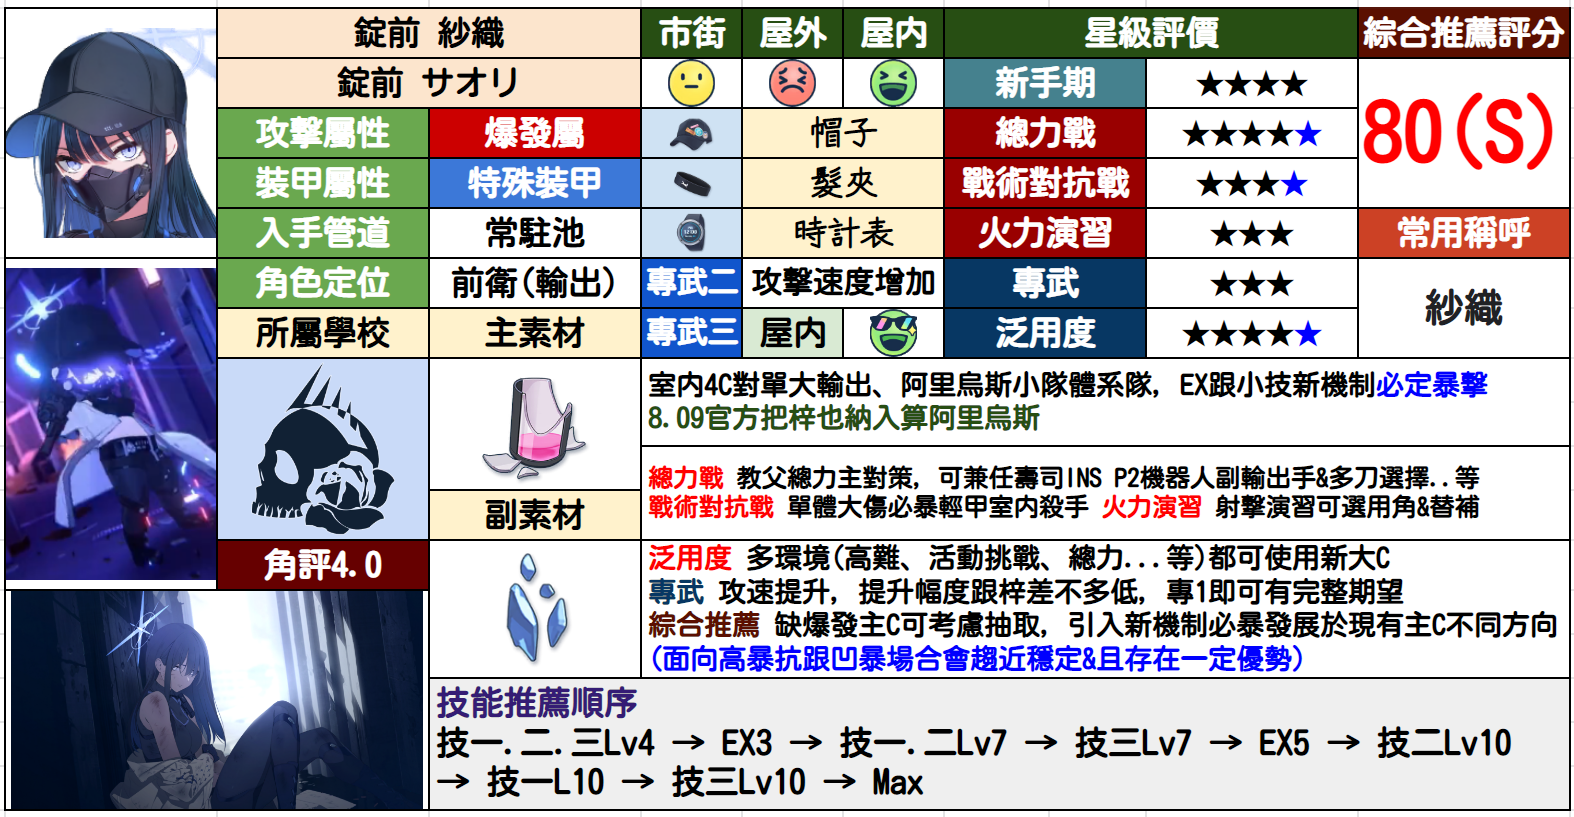 錠前 紗織
市街
屋外
屋内
星級評價
綜合推薦評分
錠前 サオリ
新手期
★★★★
80(S)
攻擊屬性
爆發屬
帽子
總力戰
★★★★★
裝甲屬性
特殊裝甲
髮夾
戰術對抗戰
★★★★
入手管道
常駐池
時計表
火力演習
★★★
常用稱呼
角色定位
前衛(輸出)
專武二
攻擊速度增加
專武
★★★
紗織
所屬學校
主素材
專武三
屋内
泛用度
★★★★★
室内4C對單大輸出、阿里烏斯小隊體系隊, EX跟小技新機制必定暴擊
8.09官方把梓也納入算阿里烏斯
總力戰 教父總力主對策, 可兼任壽司INS P2機器人副輸出手&多刀選擇..等
戰術對抗戰 單體大傷必暴輕甲室内殺手 火力演習 射擊演習可選用角&替補
副素材
角評4.0
泛用度 多環境(高難、活動挑戰、總力...等)都可使用新大C
專武 攻速提升, 提升幅度跟梓差不多低, 專1即可有完整期望
綜合推薦 缺爆發主C可考慮抽取, 引入新機制必暴發展於現有主C不同方向
(面向高暴抗跟凹暴場合會趨近穩定&且存在一定優勢)
技能推薦順序
技一.二.三Lv4 → EX3 → 技一.二Lv7 → 技三Lv7 → EX5 → 技二Lv10
→ 技一L10 → 技三Lv10 → Max